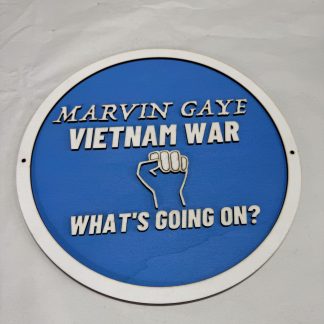 MARVIN GAYE
VIETNAM WAR
WHAT'S GOING ON?